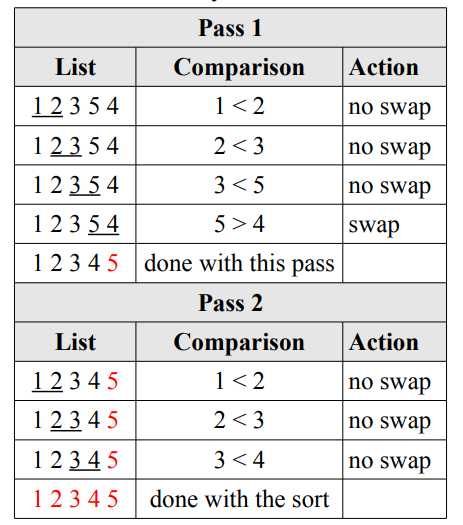 Pass 1
List Comparison Action
1 2 3 5 4 1 < 2 no swap
1 2 3 5 4 2 < 3 no swap
1 2 3 5 4 3 < 5 no swap
1 2 3 5 4 5 > 4 swap
1 2 3 4 5 done with this pass
Pass 2
List Comparison Action
1 2 3 4 5 1 < 2 no swap
1 2 3 4 5 2 < 3 no swap
1 2 3 4 5 3 < 4 no swap
1 2 3 4 5 done with the sort